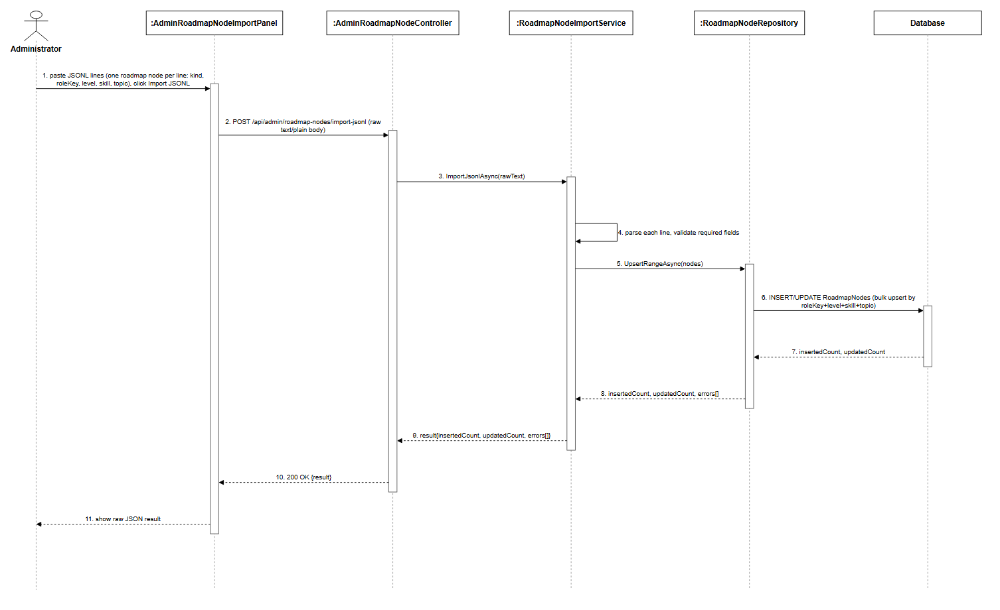 :AdminRoadmapNodeImportPanel
:AdminRoadmapNodeController
:RoadmapNodeImportService
:RoadmapNodeRepository
Database
Administrator
1. paste JSONL lines (one roadmap node per line: kind,
roleKey, level, skill, topic), click Import JSONL
2. POST /api/admin/roadmap-nodes/import-jsonl (raw
text/plain body)
3. ImportJsonlAsync(rawText)
4. parse each line, validate required fields
5. UpsertRangeAsync(nodes)
6. INSERT/UPDATE RoadmapNodes (bulk upsert by
roleKey+level+skill+topic)
7. insertedCount, updatedCount
8. insertedCount, updatedCount, errors[]
9. result{insertedCount, updatedCount, errors[]}
10. 200 OK {result}
11. show raw JSON result